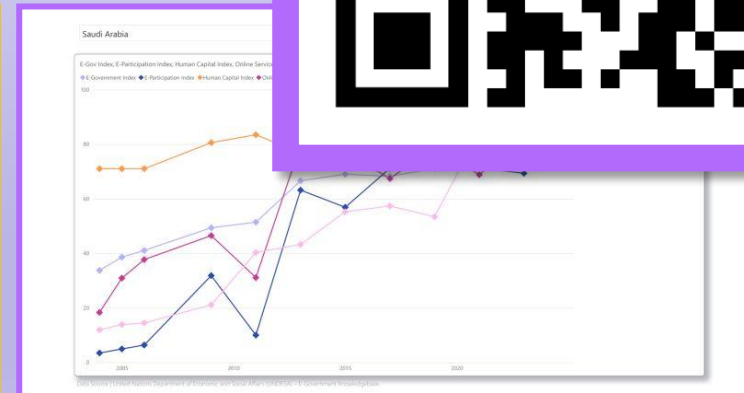 Saudi Arabia
E-Gov Index, E-Participation Index, Human Capital Index, Online Servic
E-Government Index E-Participation Index Human Capital Index Onli
100
80
60
40
20
0
2005 2010 2015 2020
Data Source | United Nations Department of Economic and Social Affairs (UNDESA) - E-Government Knowledgebase